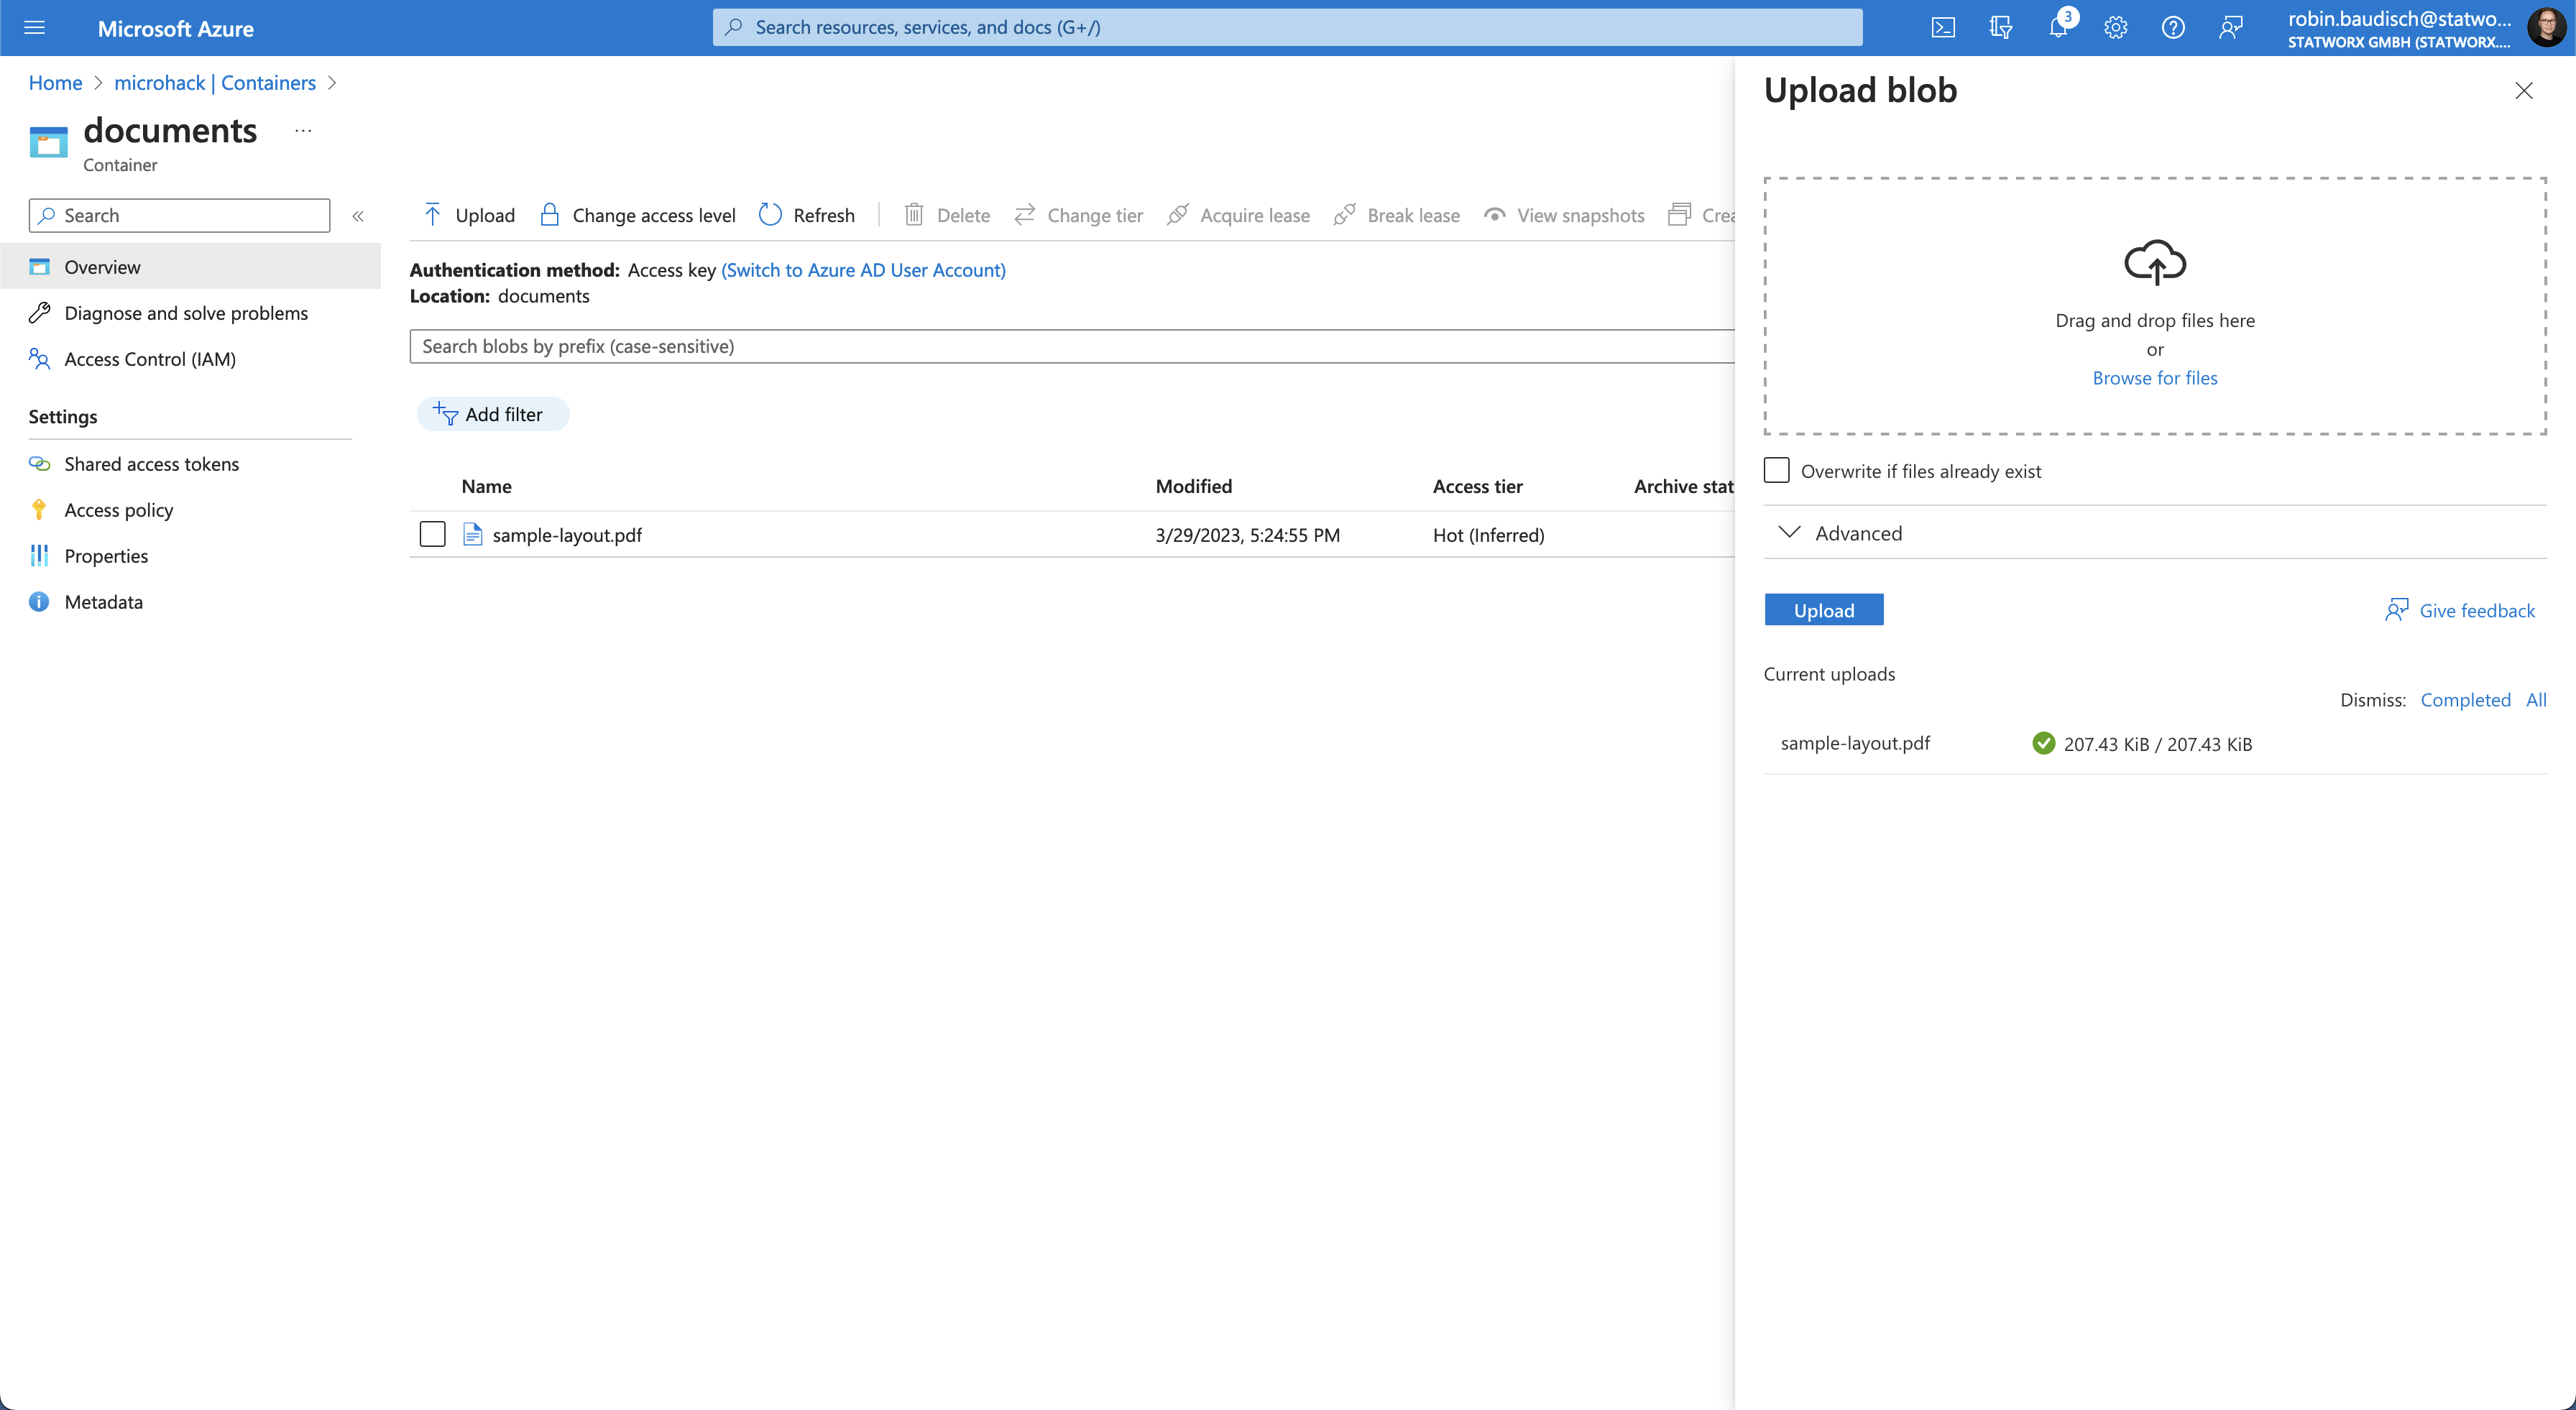 Microsoft Azure
Search resources, services, and docs (G+/)
3
robin.baudisch@statwo...
STATWORX GMBH (STATWORX....
Home > microhack | Containers >
documents ...
Container
Search «
Overview
Diagnose and solve problems
Access Control (IAM)
Settings
Shared access tokens
Access policy
Properties
Metadata
Upload Change access level Refresh Delete Change tier Acquire lease Break lease View snapshots Crea
Authentication method: Access key (Switch to Azure AD User Account)
Location: documents
Search blobs by prefix (case-sensitive)
Add filter
Name Modified Access tier Archive stat
sample-layout.pdf 3/29/2023, 5:24:55 PM Hot (Inferred)
Upload blob
Drag and drop files here
or
Browse for files
Overwrite if files already exist
Advanced
Upload Give feedback
Current uploads
Dismiss: Completed All
sample-layout.pdf 207.43 KiB / 207.43 KiB